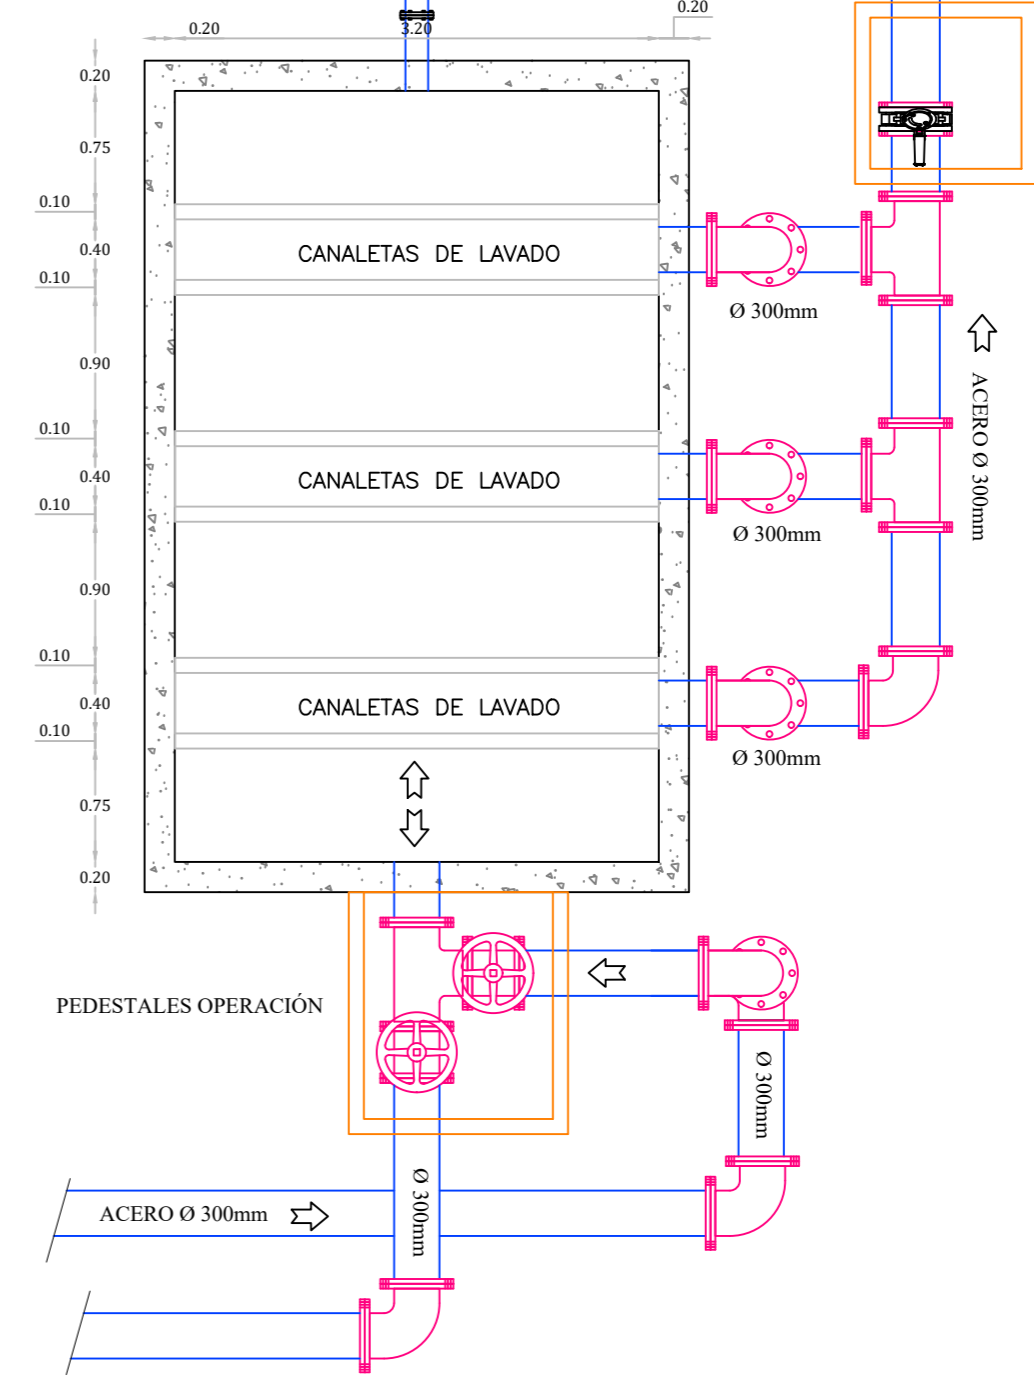 0.20
0.20
3.20
0.20
0.75
0.10
0.40
0.10
CANALETAS DE LAVADO
Ø 300mm
0.90
ACERO Ø 300mm
0.10
0.40
0.10
CANALETAS DE LAVADO
Ø 300mm
0.90
0.10
0.40
0.10
CANALETAS DE LAVADO
Ø 300mm
0.75
0.20
PEDESTALES OPERACIÓN
Ø 300mm
Ø 300mm
ACERO Ø 300mm